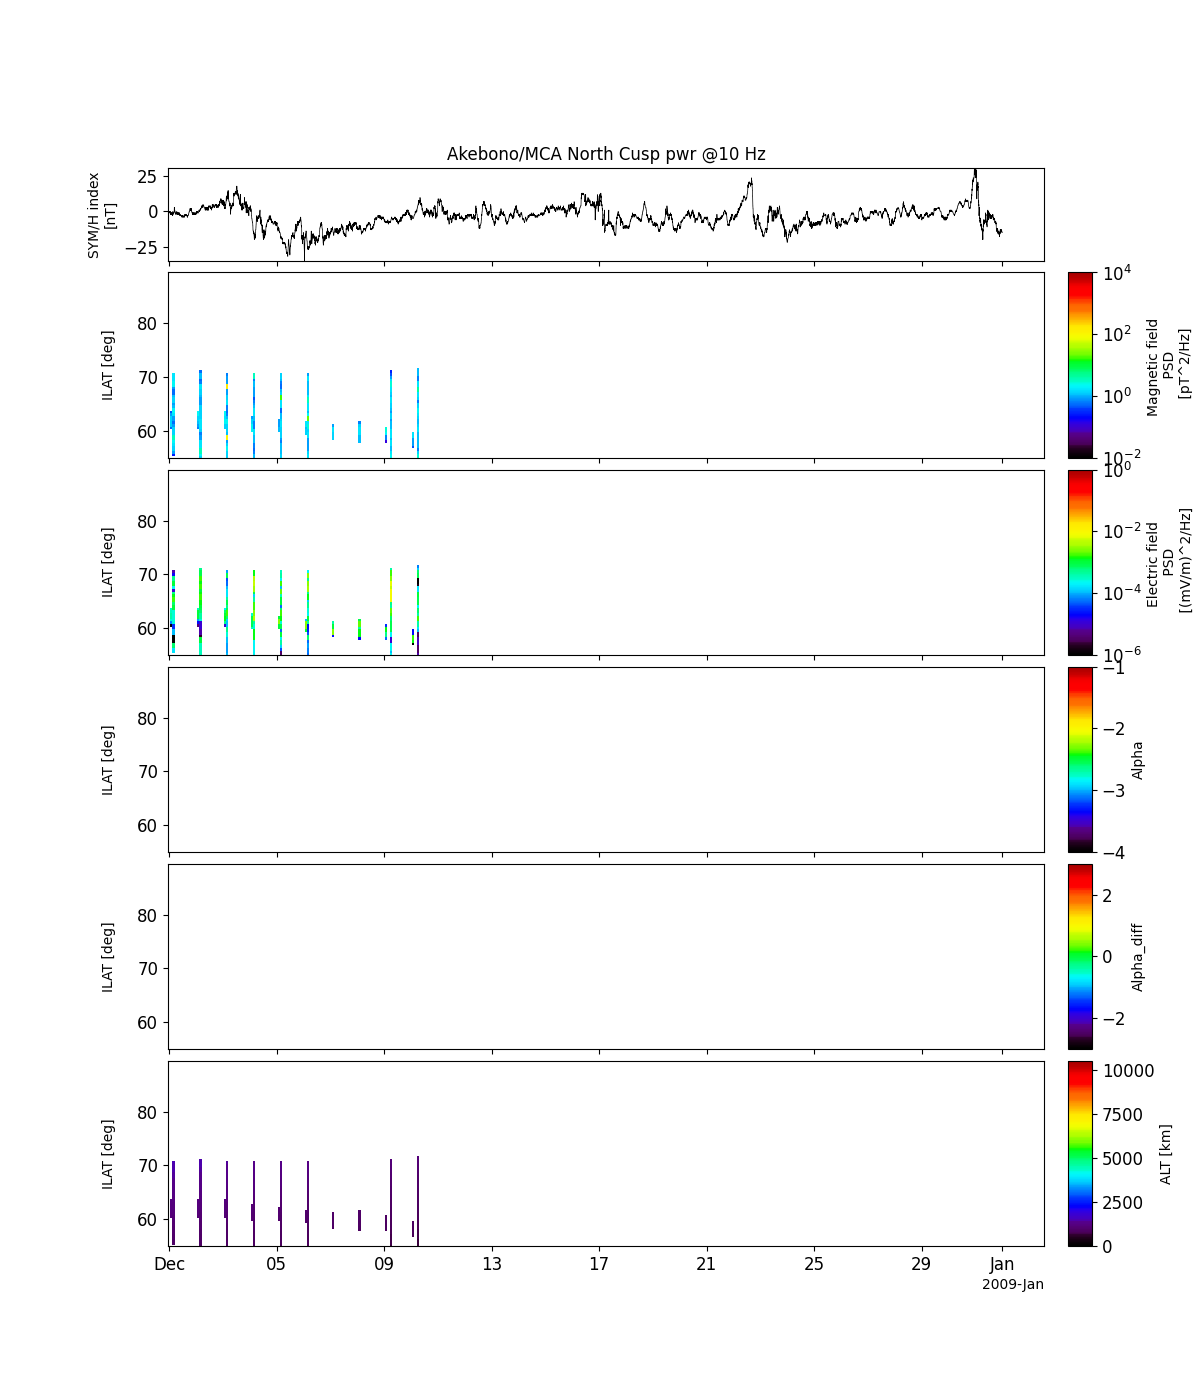 Akebono/MCA North Cusp pwr @10 Hz
SYM/H index
[nT]
25
0
−25
ILAT [deg]
80
70
60
10^4
10^2
10^0
10^−2
Magnetic field
PSD
[pT^2/Hz]
ILAT [deg]
80
70
60
10^0
10^−2
10^−4
10^−6
Electric field
PSD
[(mV/m)^2/Hz]
ILAT [deg]
80
70
60
−1
−2
−3
−4
Alpha
ILAT [deg]
80
70
60
2
0
−2
Alpha_diff
ILAT [deg]
80
70
60
10000
7500
5000
2500
0
ALT [km]
Dec 05 09 13 17 21 25 29 Jan
2009-Jan